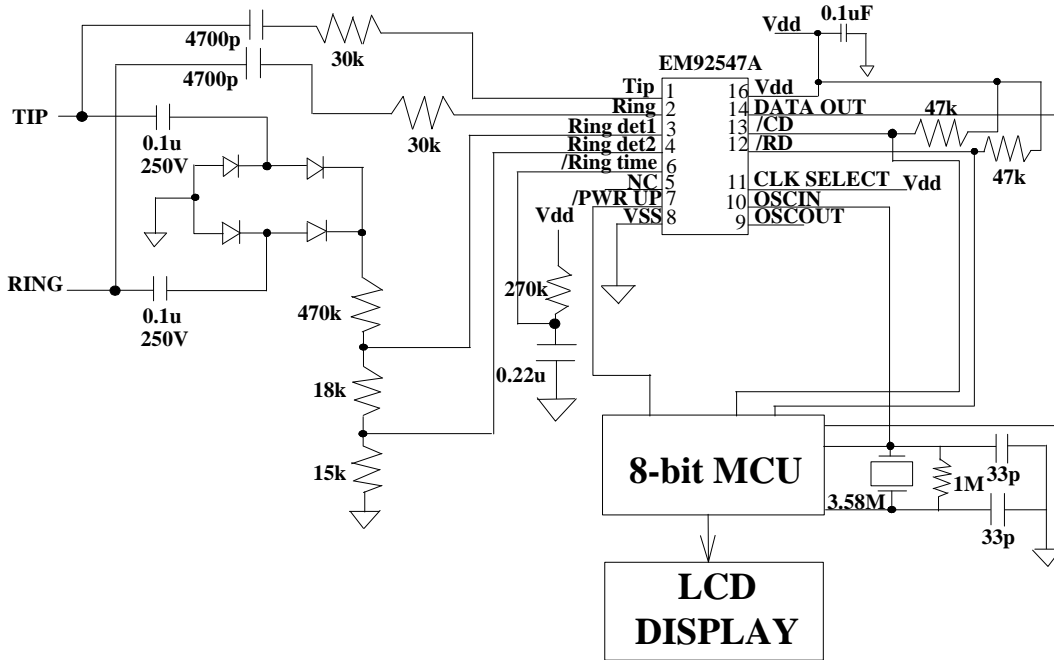 4700p
30k
4700p
30k
TIP
0.1u
250V
RING
0.1u
250V
470k
18k
15k
Vdd
0.1uF
EM92547A
Tip 1
Ring 2
Ring det1 3
Ring det2 4
/Ring time 6
NC 5
/PWR UP 7
VSS 8
16 Vdd
14 DATA OUT
13 /CD
12 /RD
11 CLK SELECT Vdd
10 OSCIN
9 OSCOUT
47k
47k
Vdd
270k
0.22u
8-bit MCU
3.58M
1M
33p
33p
LCD
DISPLAY